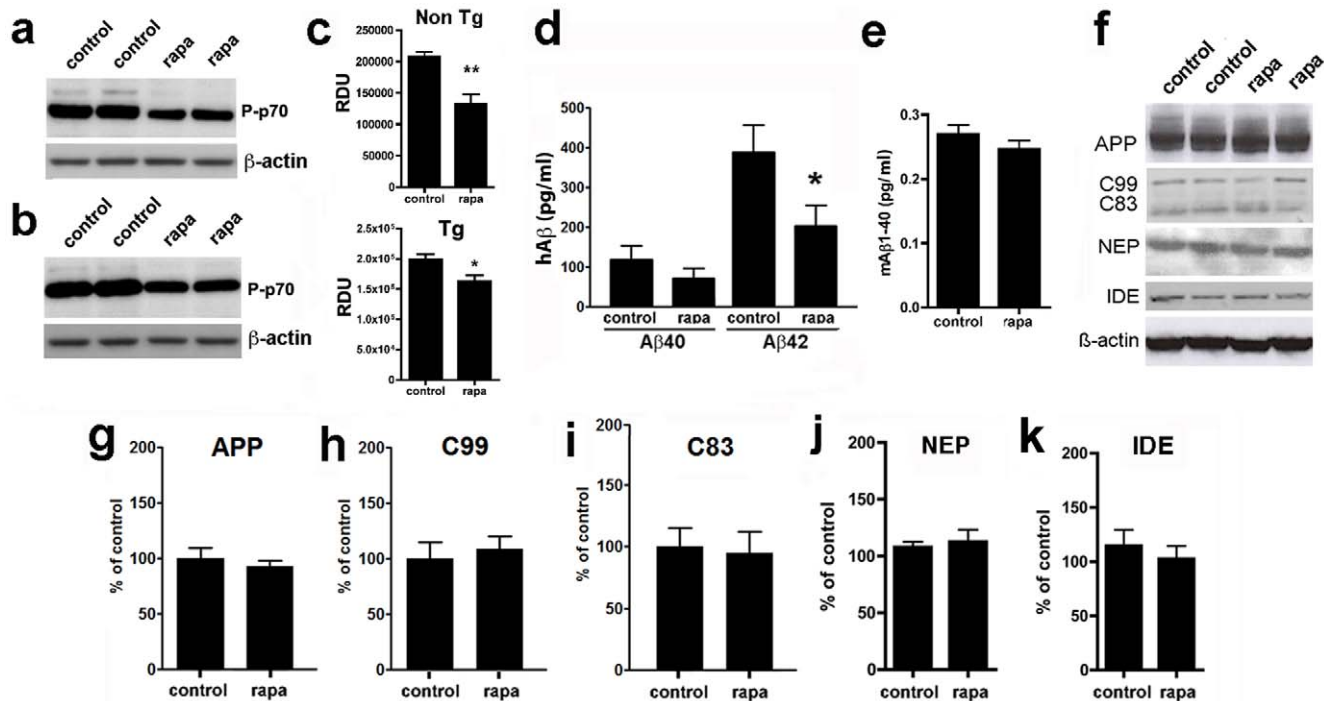 a
control control rapa rapa
P-p70
β-actin
b
control control rapa rapa
P-p70
β-actin
c
Non Tg
RDU
250000
200000
150000
100000
50000
0
**
control rapa
Tg
RDU
2.5x10⁵
2.0x10⁵
1.5x10⁵
1.0x10⁵
5.0x10⁴
0
*
control rapa
d
hAβ (pg/ml)
500
400
300
200
100
0
*
control rapa control rapa
Aβ40 Aβ42
e
mAβ1-40 (pg/ml)
0.3
0.2
0.1
0.0
control rapa
f
control control rapa rapa
APP
C99
C83
NEP
IDE
ß-actin
g
APP
% of control
200
150
100
50
0
control rapa
h
C99
% of control
200
150
100
50
0
control rapa
i
C83
% of control
200
150
100
50
0
control rapa
j
NEP
% of control
200
150
100
50
0
control rapa
k
IDE
% of control
200
150
100
50
0
control rapa